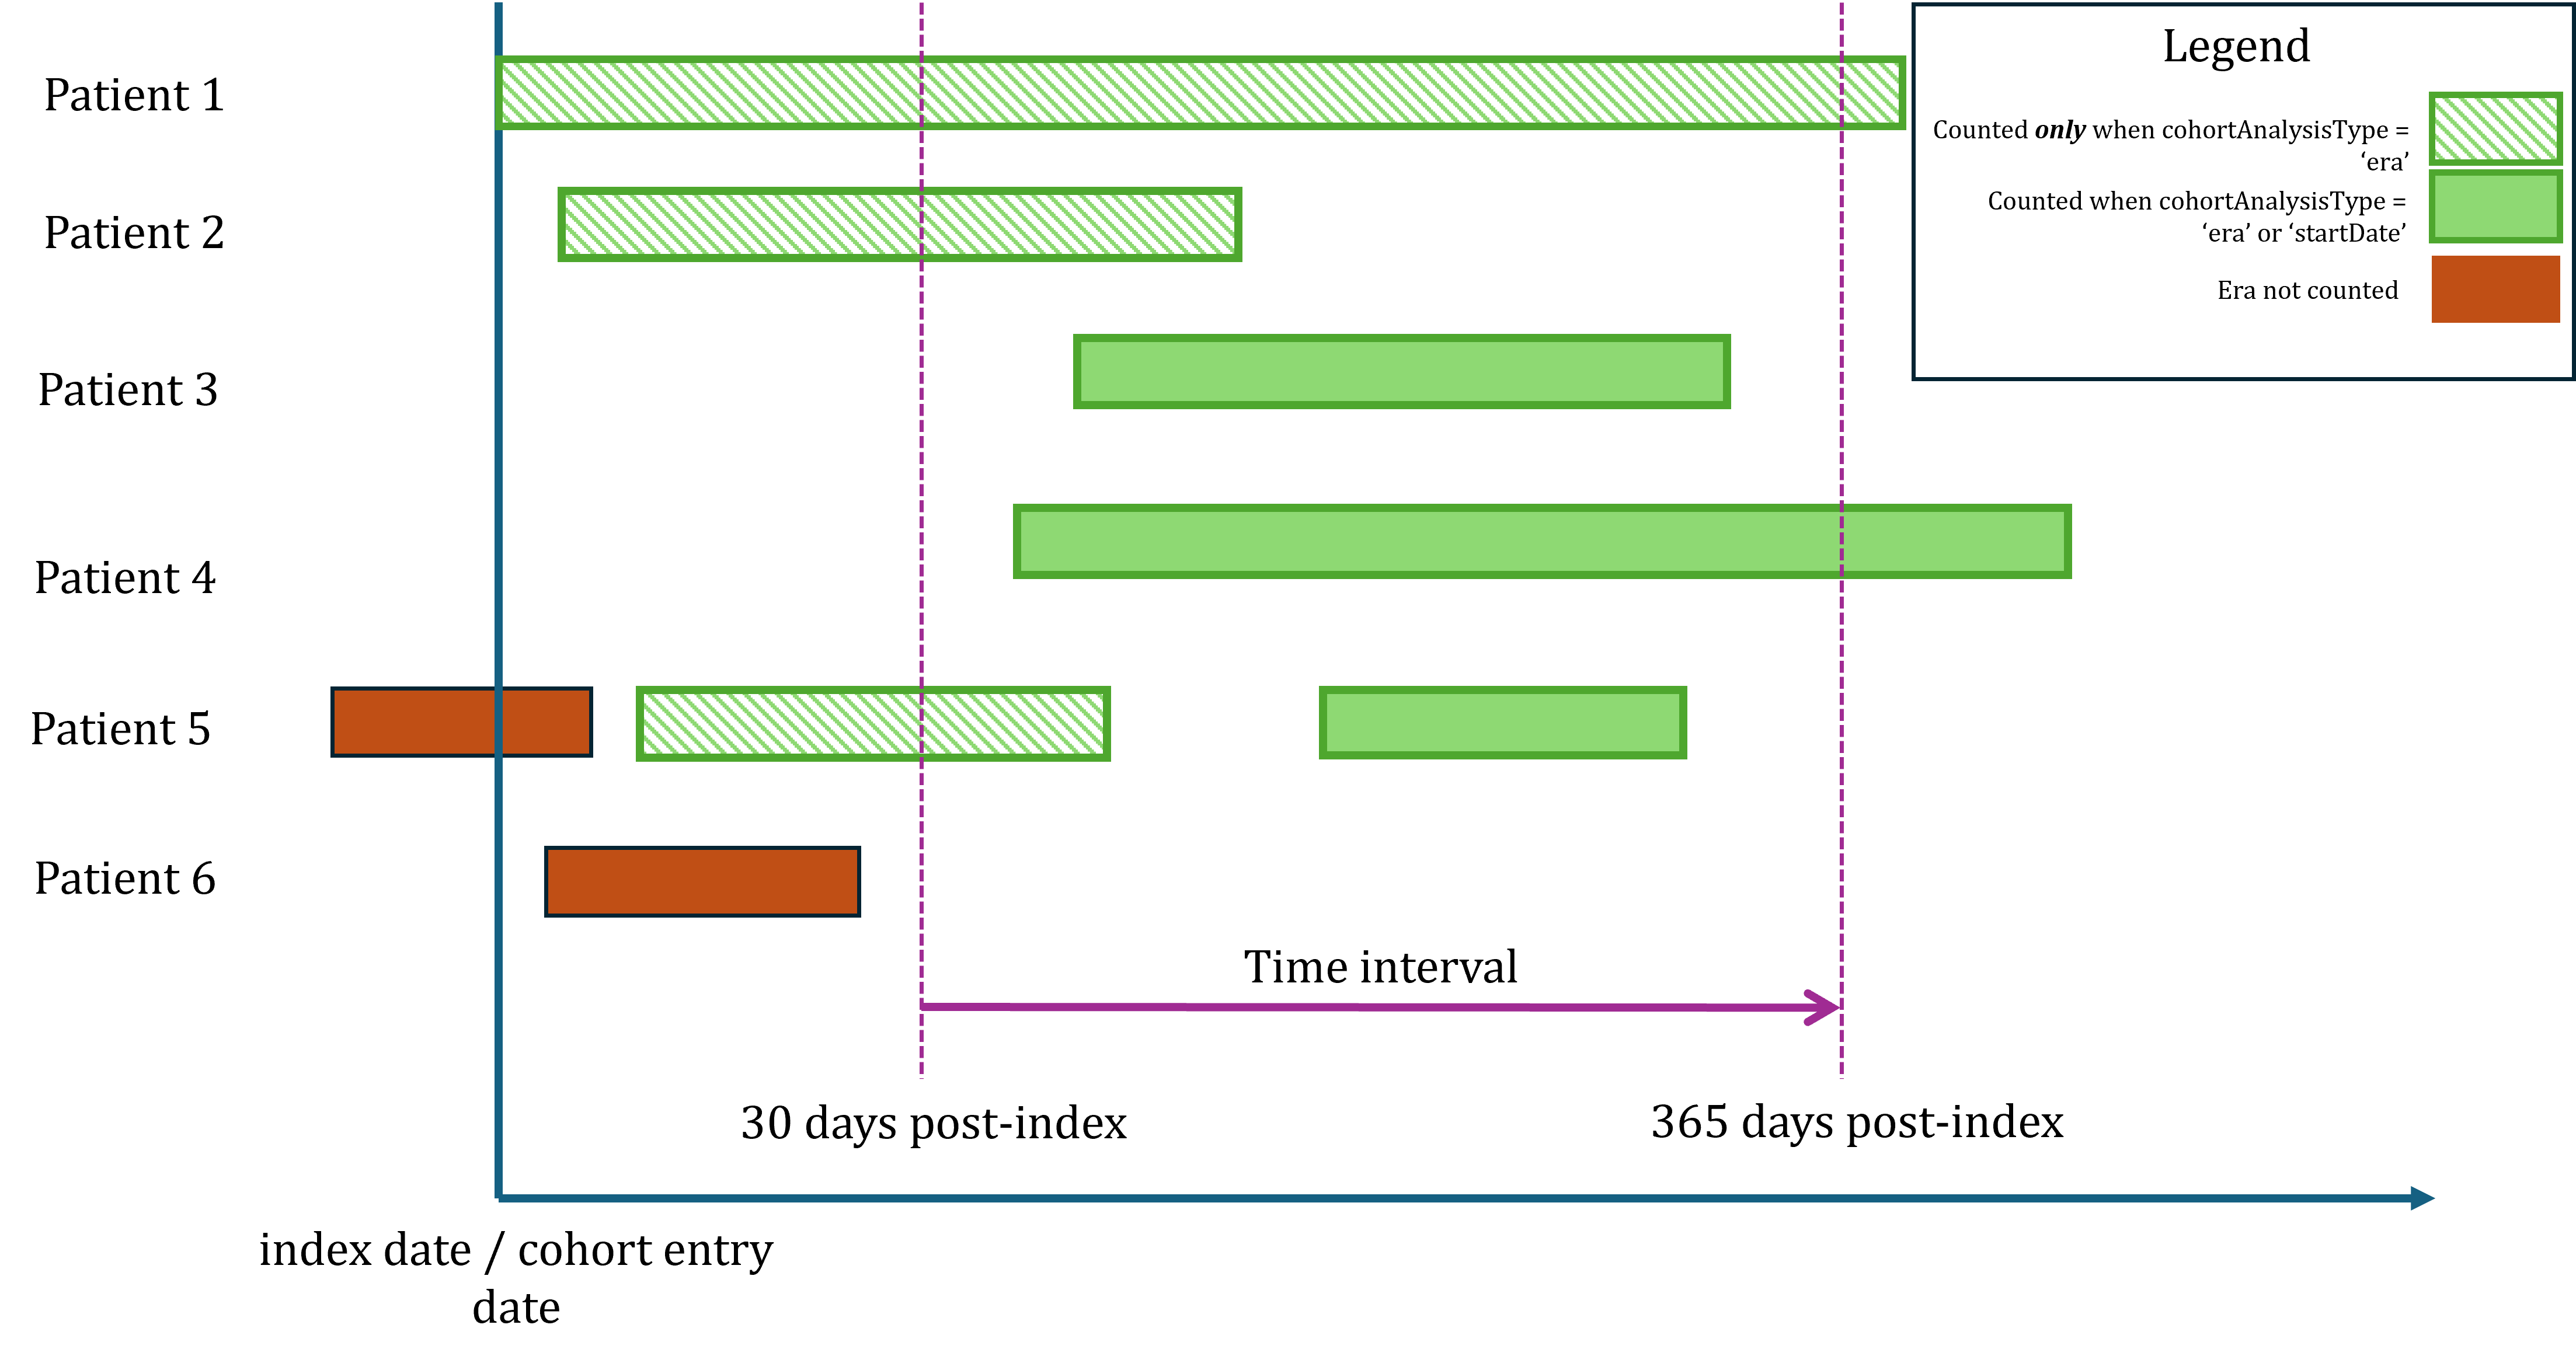 Legend
Patient 1
Counted only when cohortAnalysisType =
‘era’
Counted when cohortAnalysisType =
‘era’ or ‘startDate’
Patient 2
Era not counted
Patient 3
Patient 4
Patient 5
Patient 6
Time interval
30 days post-index
365 days post-index
index date / cohort entry
date